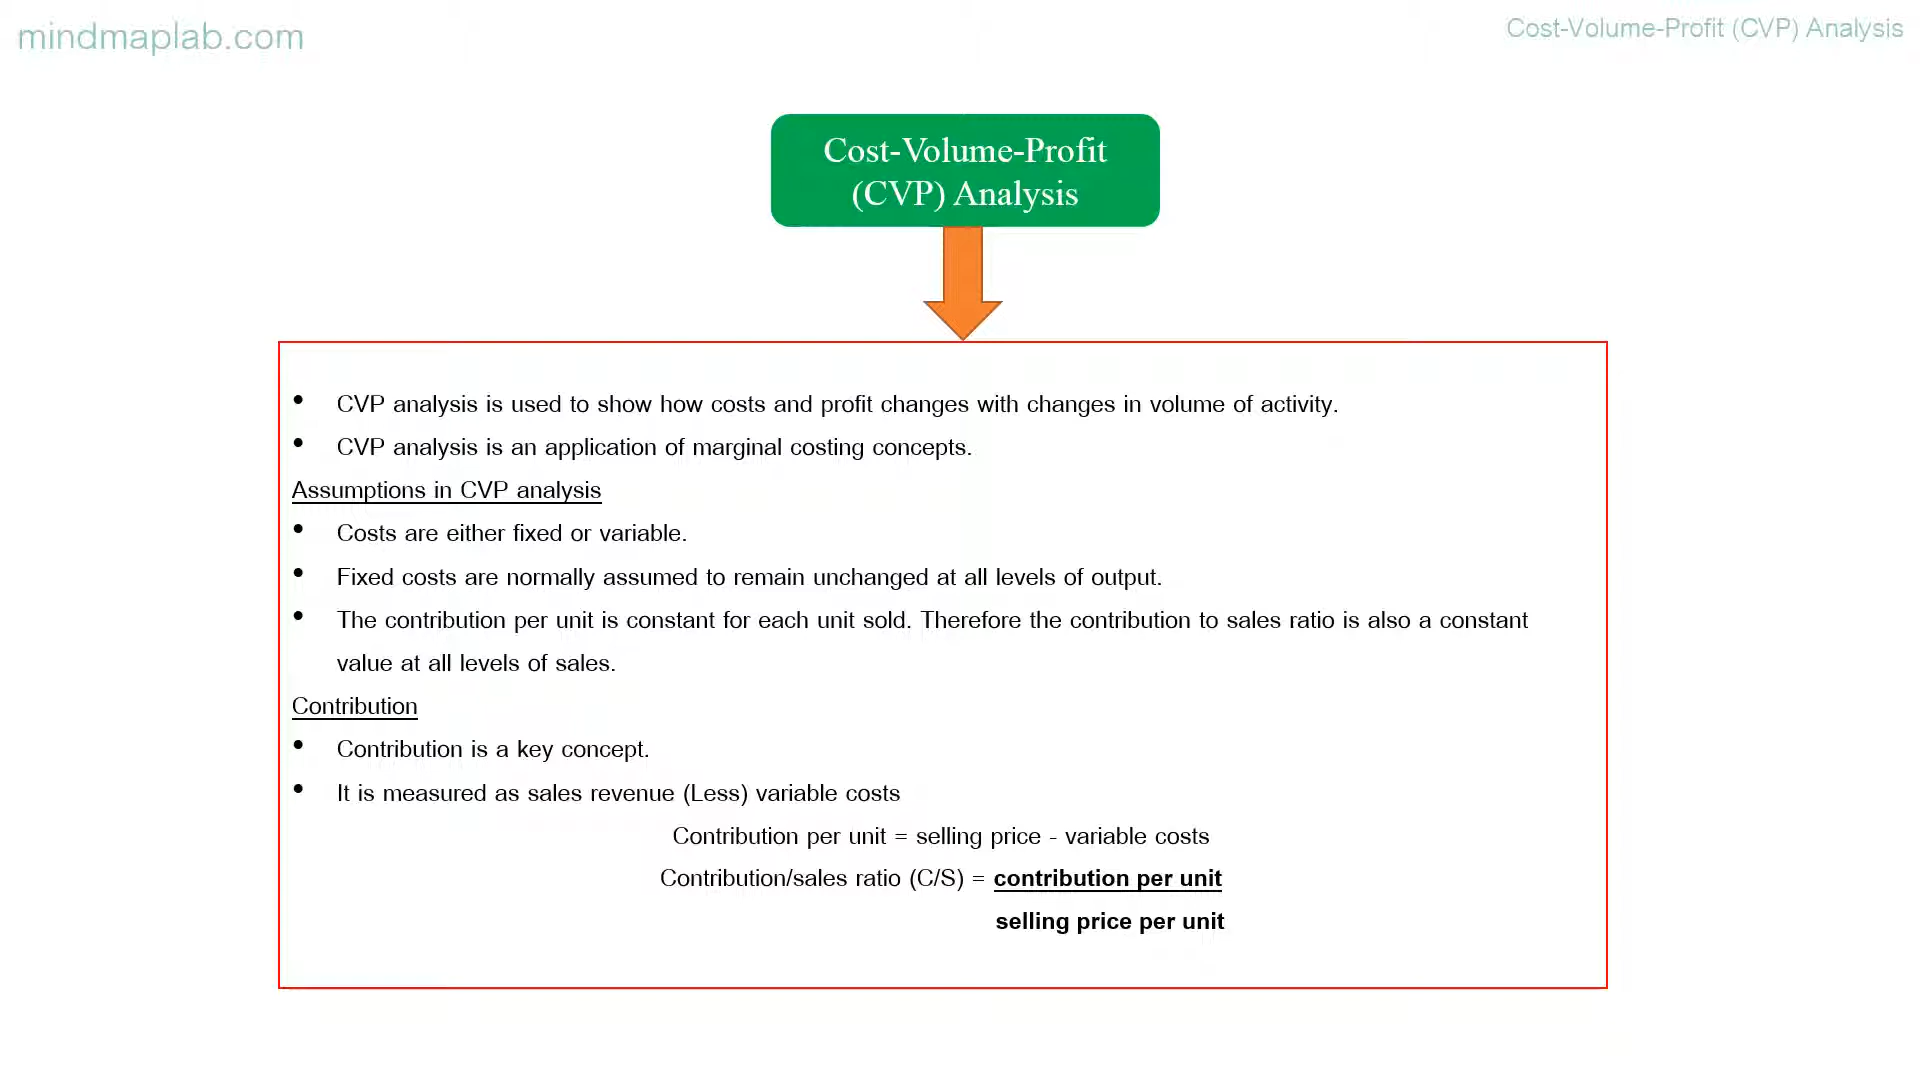 mindmaplab.com
Cost-Volume-Profit (CVP) Analysis
Cost-Volume-Profit
(CVP) Analysis
• CVP analysis is used to show how costs and profit changes with changes in volume of activity.
• CVP analysis is an application of marginal costing concepts.
Assumptions in CVP analysis
• Costs are either fixed or variable.
• Fixed costs are normally assumed to remain unchanged at all levels of output.
• The contribution per unit is constant for each unit sold. Therefore the contribution to sales ratio is also a constant
value at all levels of sales.
Contribution
• Contribution is a key concept.
• It is measured as sales revenue (Less) variable costs
Contribution per unit = selling price - variable costs
Contribution/sales ratio (C/S) = contribution per unit
selling price per unit